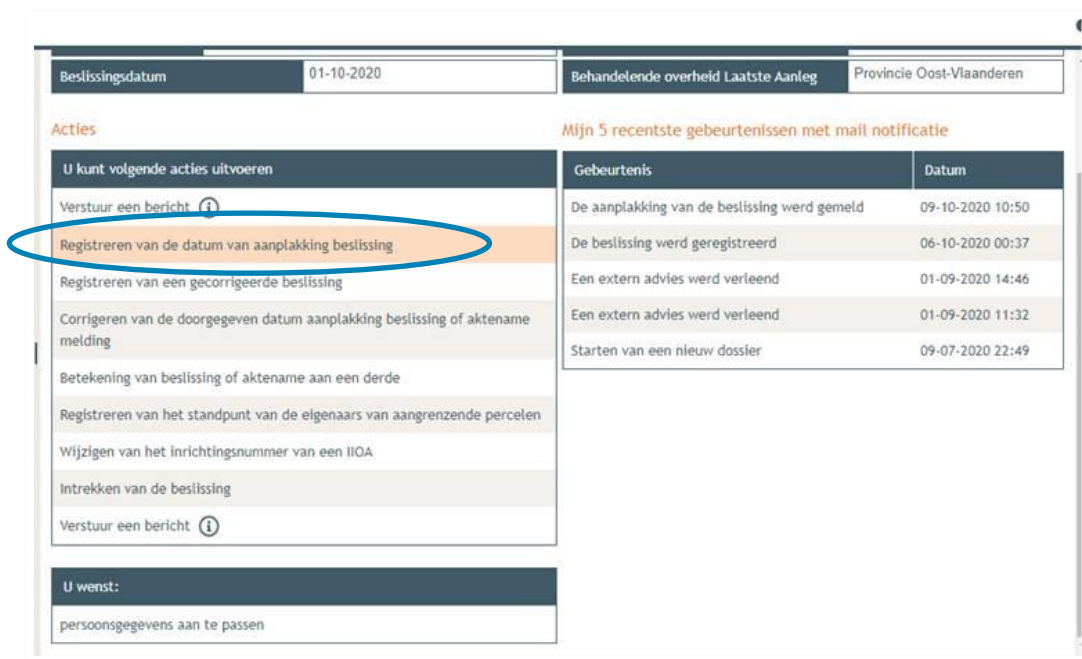 Beslissingsdatum
01-10-2020
Behandelende overheid Laatste Aanleg
Provincie Oost-Vlaanderen
Acties
U kunt volgende acties uitvoeren
Verstuur een bericht
Registreren van de datum van aanplakking beslissing
Registreren van een gecorrigeerde beslissing
Corrigeren van de doorgegeven datum aanplakking beslissing of aktename
melding
Betekening van beslissing of aktename aan een derde
Registreren van het standpunt van de eigenaars van aangrenzende percelen
Wijzigen van het inrichtingsnummer van een IIOA
Intrekken van de beslissing
Verstuur een bericht
U wenst:
persoonsgegevens aan te passen
Mijn 5 recentste gebeurtenissen met mail notificatie
Gebeurtenis Datum
De aanplakking van de beslissing werd gemeld 09-10-2020 10:50
De beslissing werd geregistreerd 06-10-2020 00:37
Een extern advies werd verleend 01-09-2020 14:46
Een extern advies werd verleend 01-09-2020 11:32
Starten van een nieuw dossier 09-07-2020 22:49